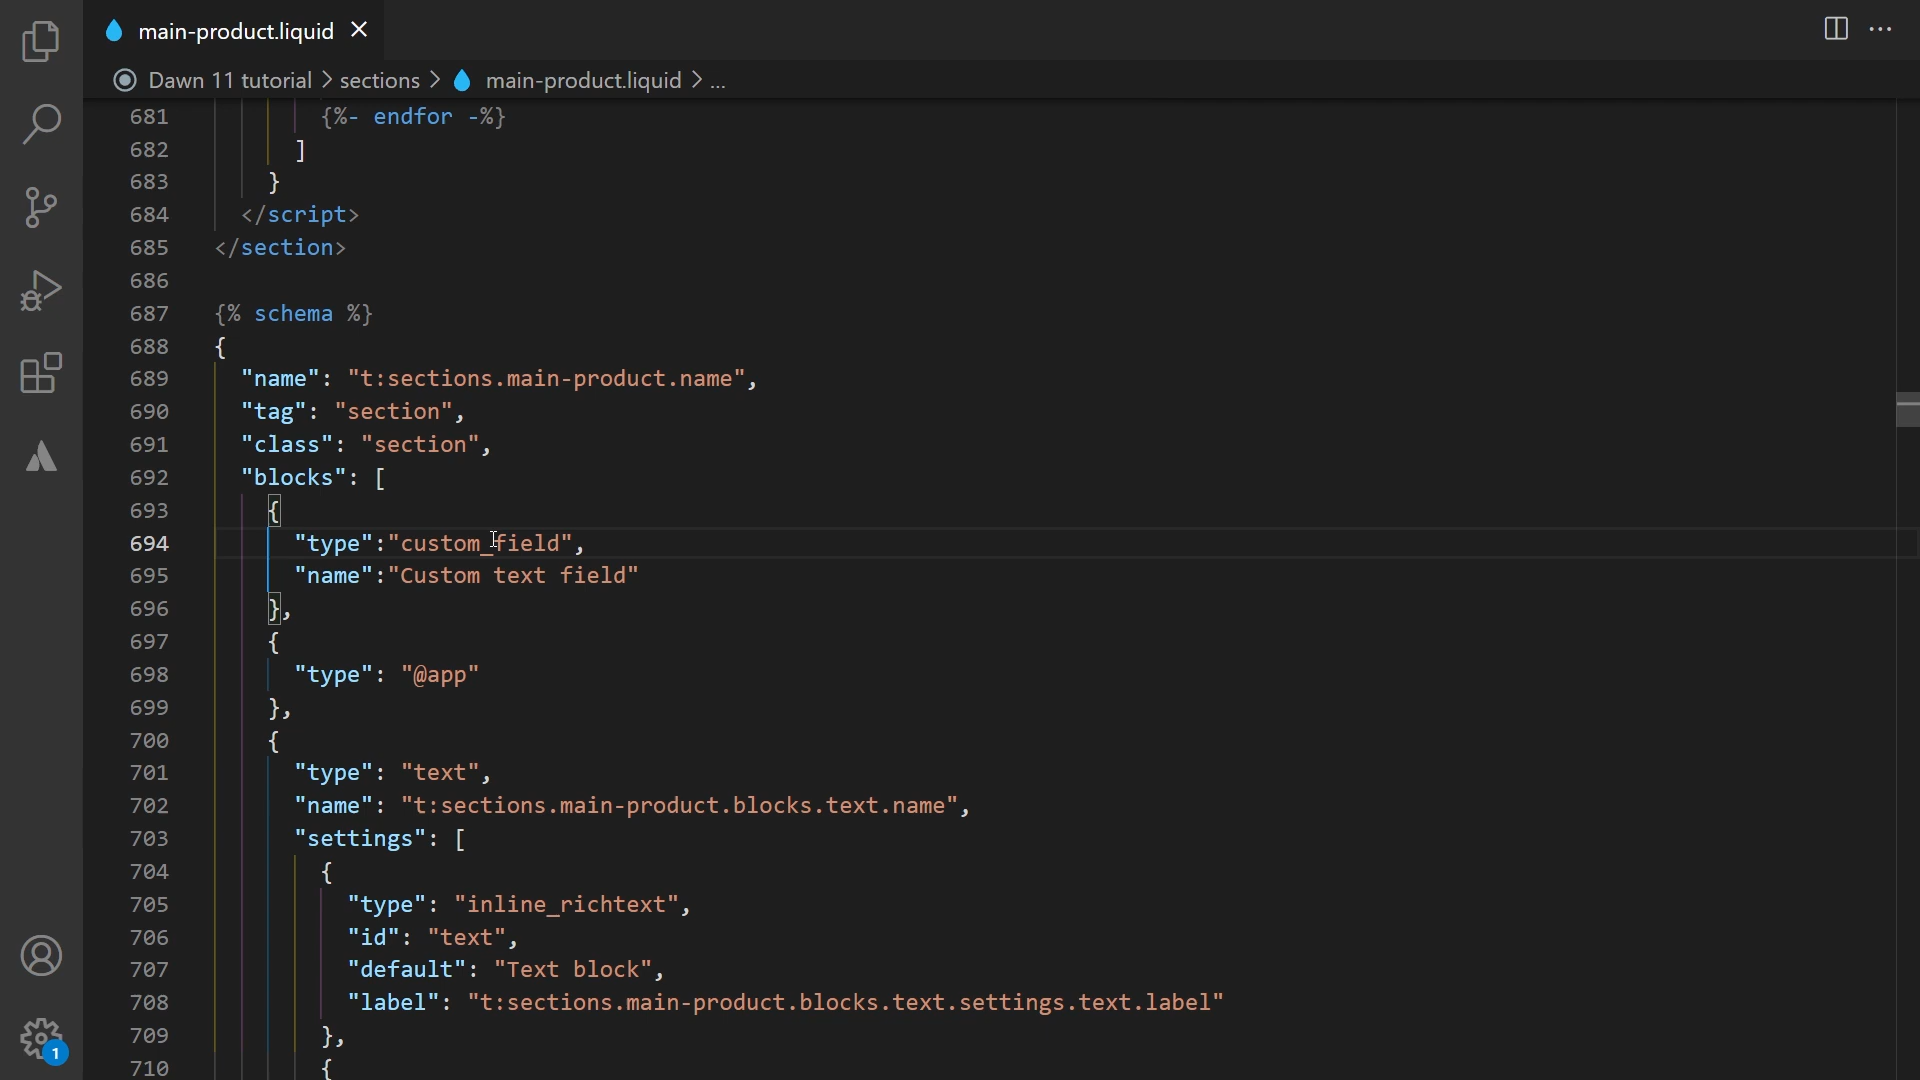 main-product.liquid
Dawn 11 tutorial > sections > main-product.liquid > ...
681 {%- endfor -%}
682 ]
683 }
684 </script>
685 </section>
686
687 {% schema %}
688 {
689 "name": "t:sections.main-product.name",
690 "tag": "section",
691 "class": "section",
692 "blocks": [
693 {
694 "type":"custom_field",
695 "name":"Custom text field"
696 },
697 {
698 "type": "@app"
699 },
700 {
701 "type": "text",
702 "name": "t:sections.main-product.blocks.text.name",
703 "settings": [
704 {
705 "type": "inline_richtext",
706 "id": "text",
707 "default": "Text block",
708 "label": "t:sections.main-product.blocks.text.settings.text.label"
709 },
710 {
1